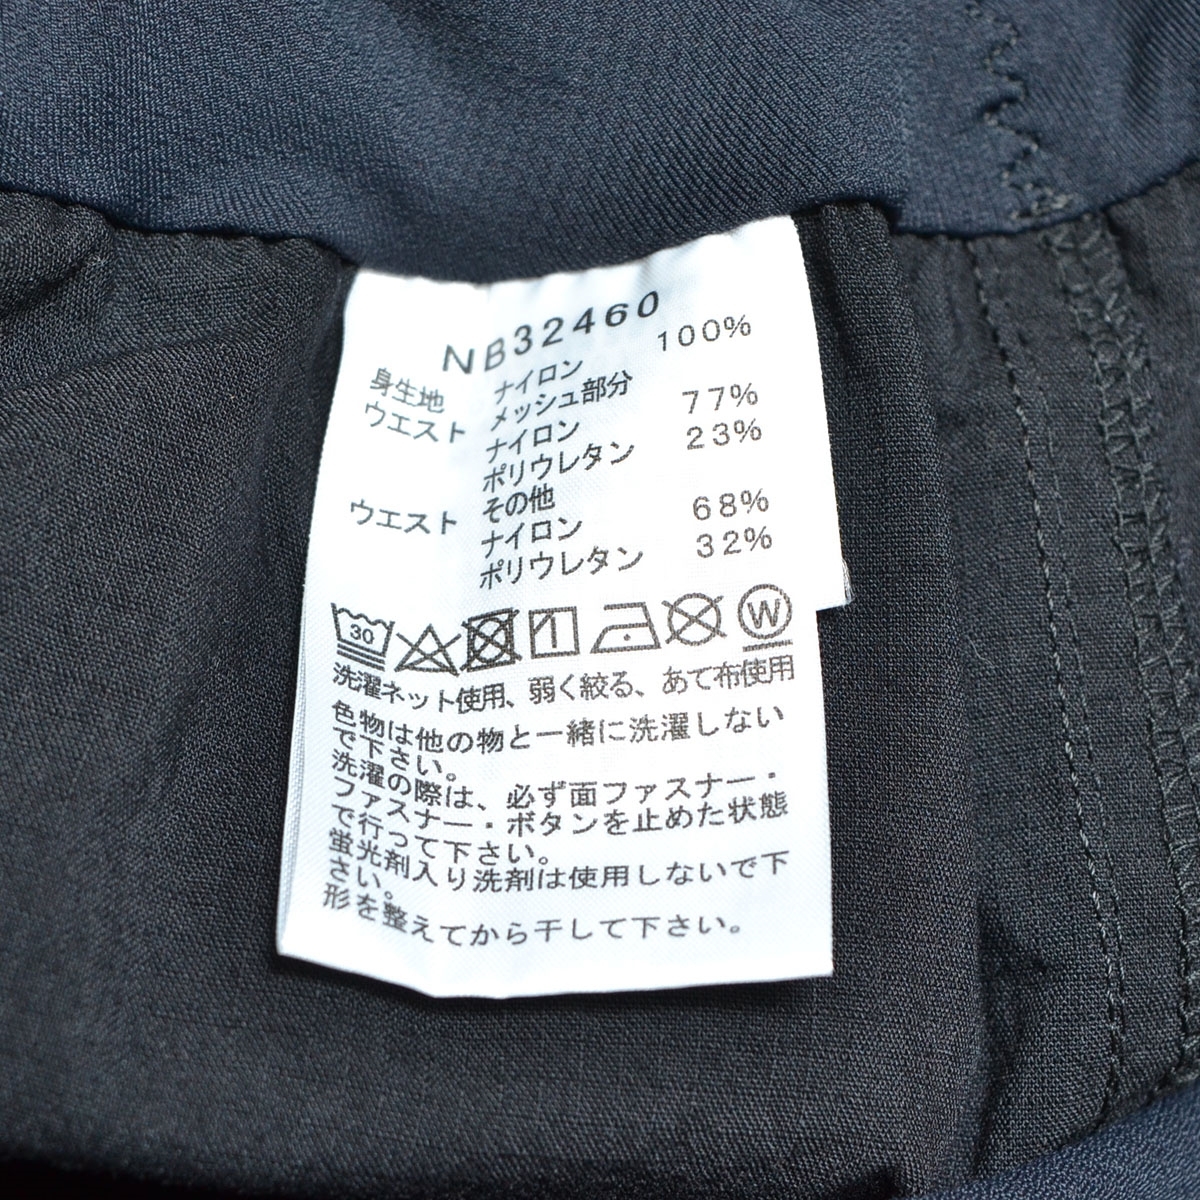 NB32460
身生地 ナイロン 100%
ウエスト メッシュ部分
ナイロン 77%
ポリウレタン 23%
ウエスト その他
ナイロン 68%
ポリウレタン 32%
30 W
洗濯ネット使用、弱く絞る、あて布使用
色物は他の物と一緒に洗濯しない
で下さい。
洗濯の際は、必ず面ファスナー・
ファスナー・ボタンを止めた状態
で行って下さい。
蛍光剤入り洗剤は使用しないで下
さい。
形を整えてから干して下さい。